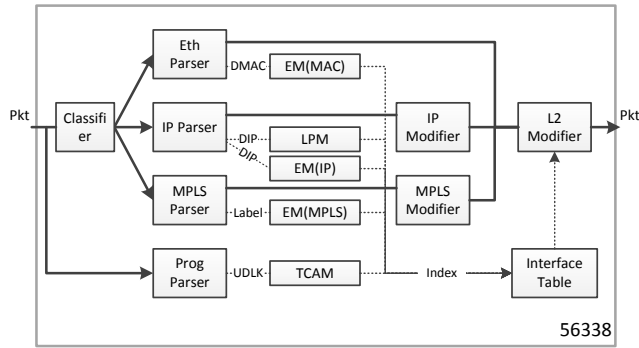 Eth
Parser
DMAC
EM(MAC)
Pkt
Classifi
er
IP Parser
DIP
LPM
DIP
EM(IP)
IP
Modifier
L2
Modifier
Pkt
MPLS
Parser
Label
EM(MPLS)
MPLS
Modifier
Prog
Parser
UDLK
TCAM
Index
Interface
Table
56338